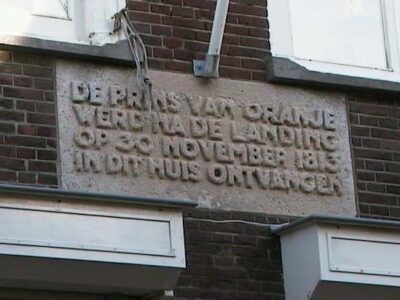 DE PRINS VAN ORANJE
WERD NA DE LANDING
OP 30 NOVEMBER 1813
IN DIT HUIS ONTVANGEN